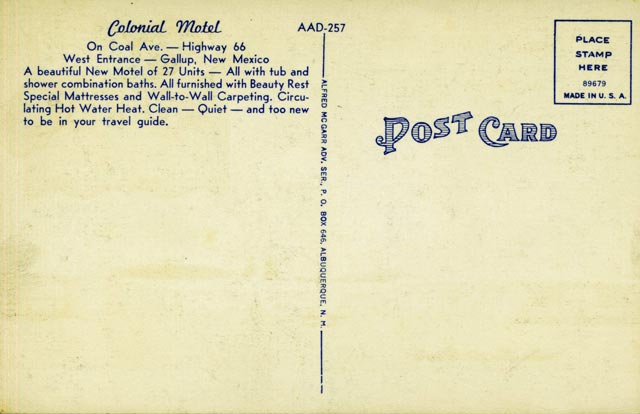 Colonial Motel
On Coal Ave. — Highway 66
West Entrance — Gallup, New Mexico
A beautiful New Motel of 27 Units — All with tub and
shower combination baths. All furnished with Beauty Rest
Special Mattresses and Wall-to-Wall Carpeting. Circu-
lating Hot Water Heat. Clean — Quiet — and too new
to be in your travel guide.
AAD-257
ALFRED MCGARR ADV. SER., P. O. BOX 646, ALBUQUERQUE, N. M.
POST CARD
PLACE
STAMP
HERE
89679
MADE IN U. S. A.